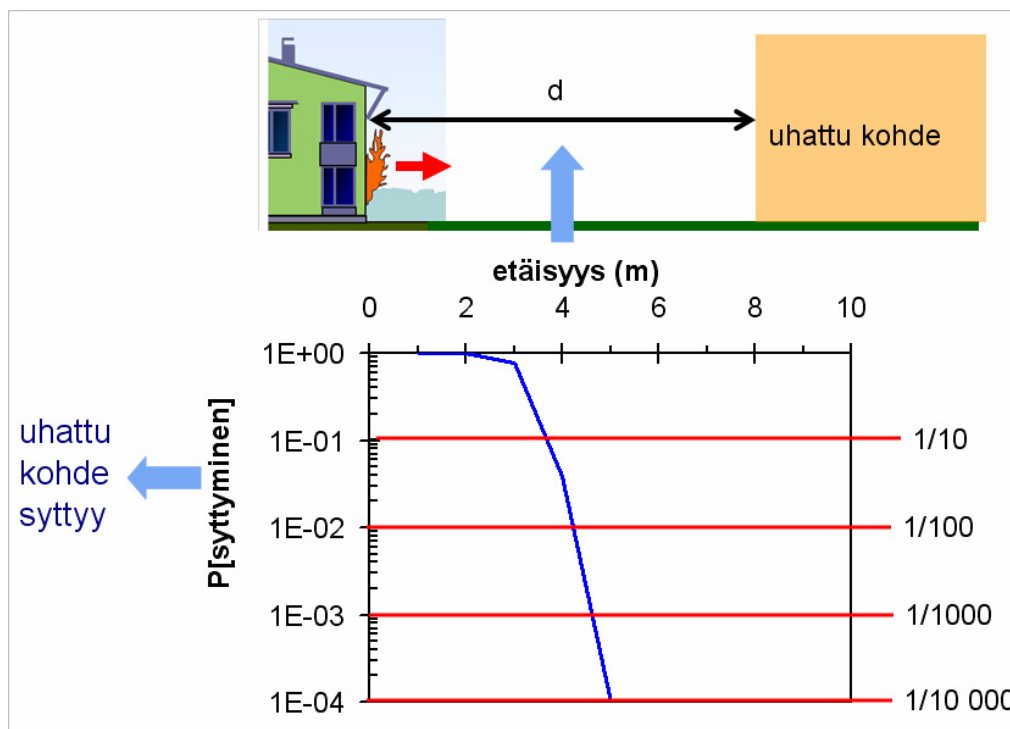 d
uhattu kohde
etäisyys (m)
0 2 4 6 8 10
1E+00
1E-01
1E-02
1E-03
1E-04
P[syttyminen]
uhattu
kohde
syttyy
1/10
1/100
1/1000
1/10 000